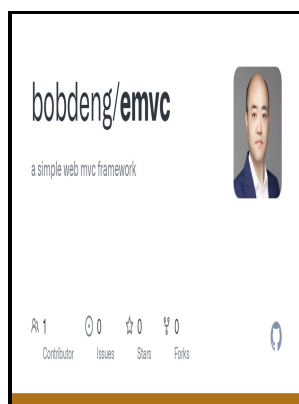 bobdeng/emvc
a simple web mvc framework
1 0 0 0
Contributor Issues Stars Forks